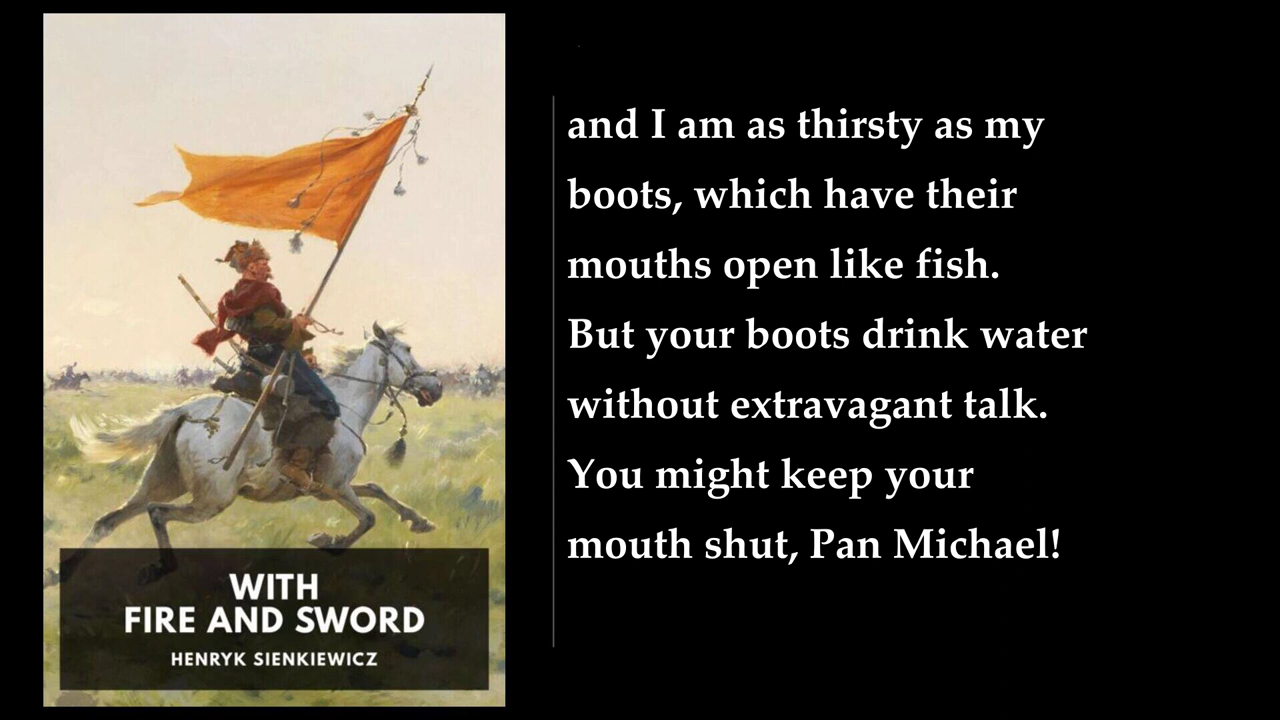 and I am as thirsty as my
boots, which have their
mouths open like fish.
But your boots drink water
without extravagant talk.
You might keep your
mouth shut, Pan Michael!
WITH
FIRE AND SWORD
HENRYK SIENKIEWICZ